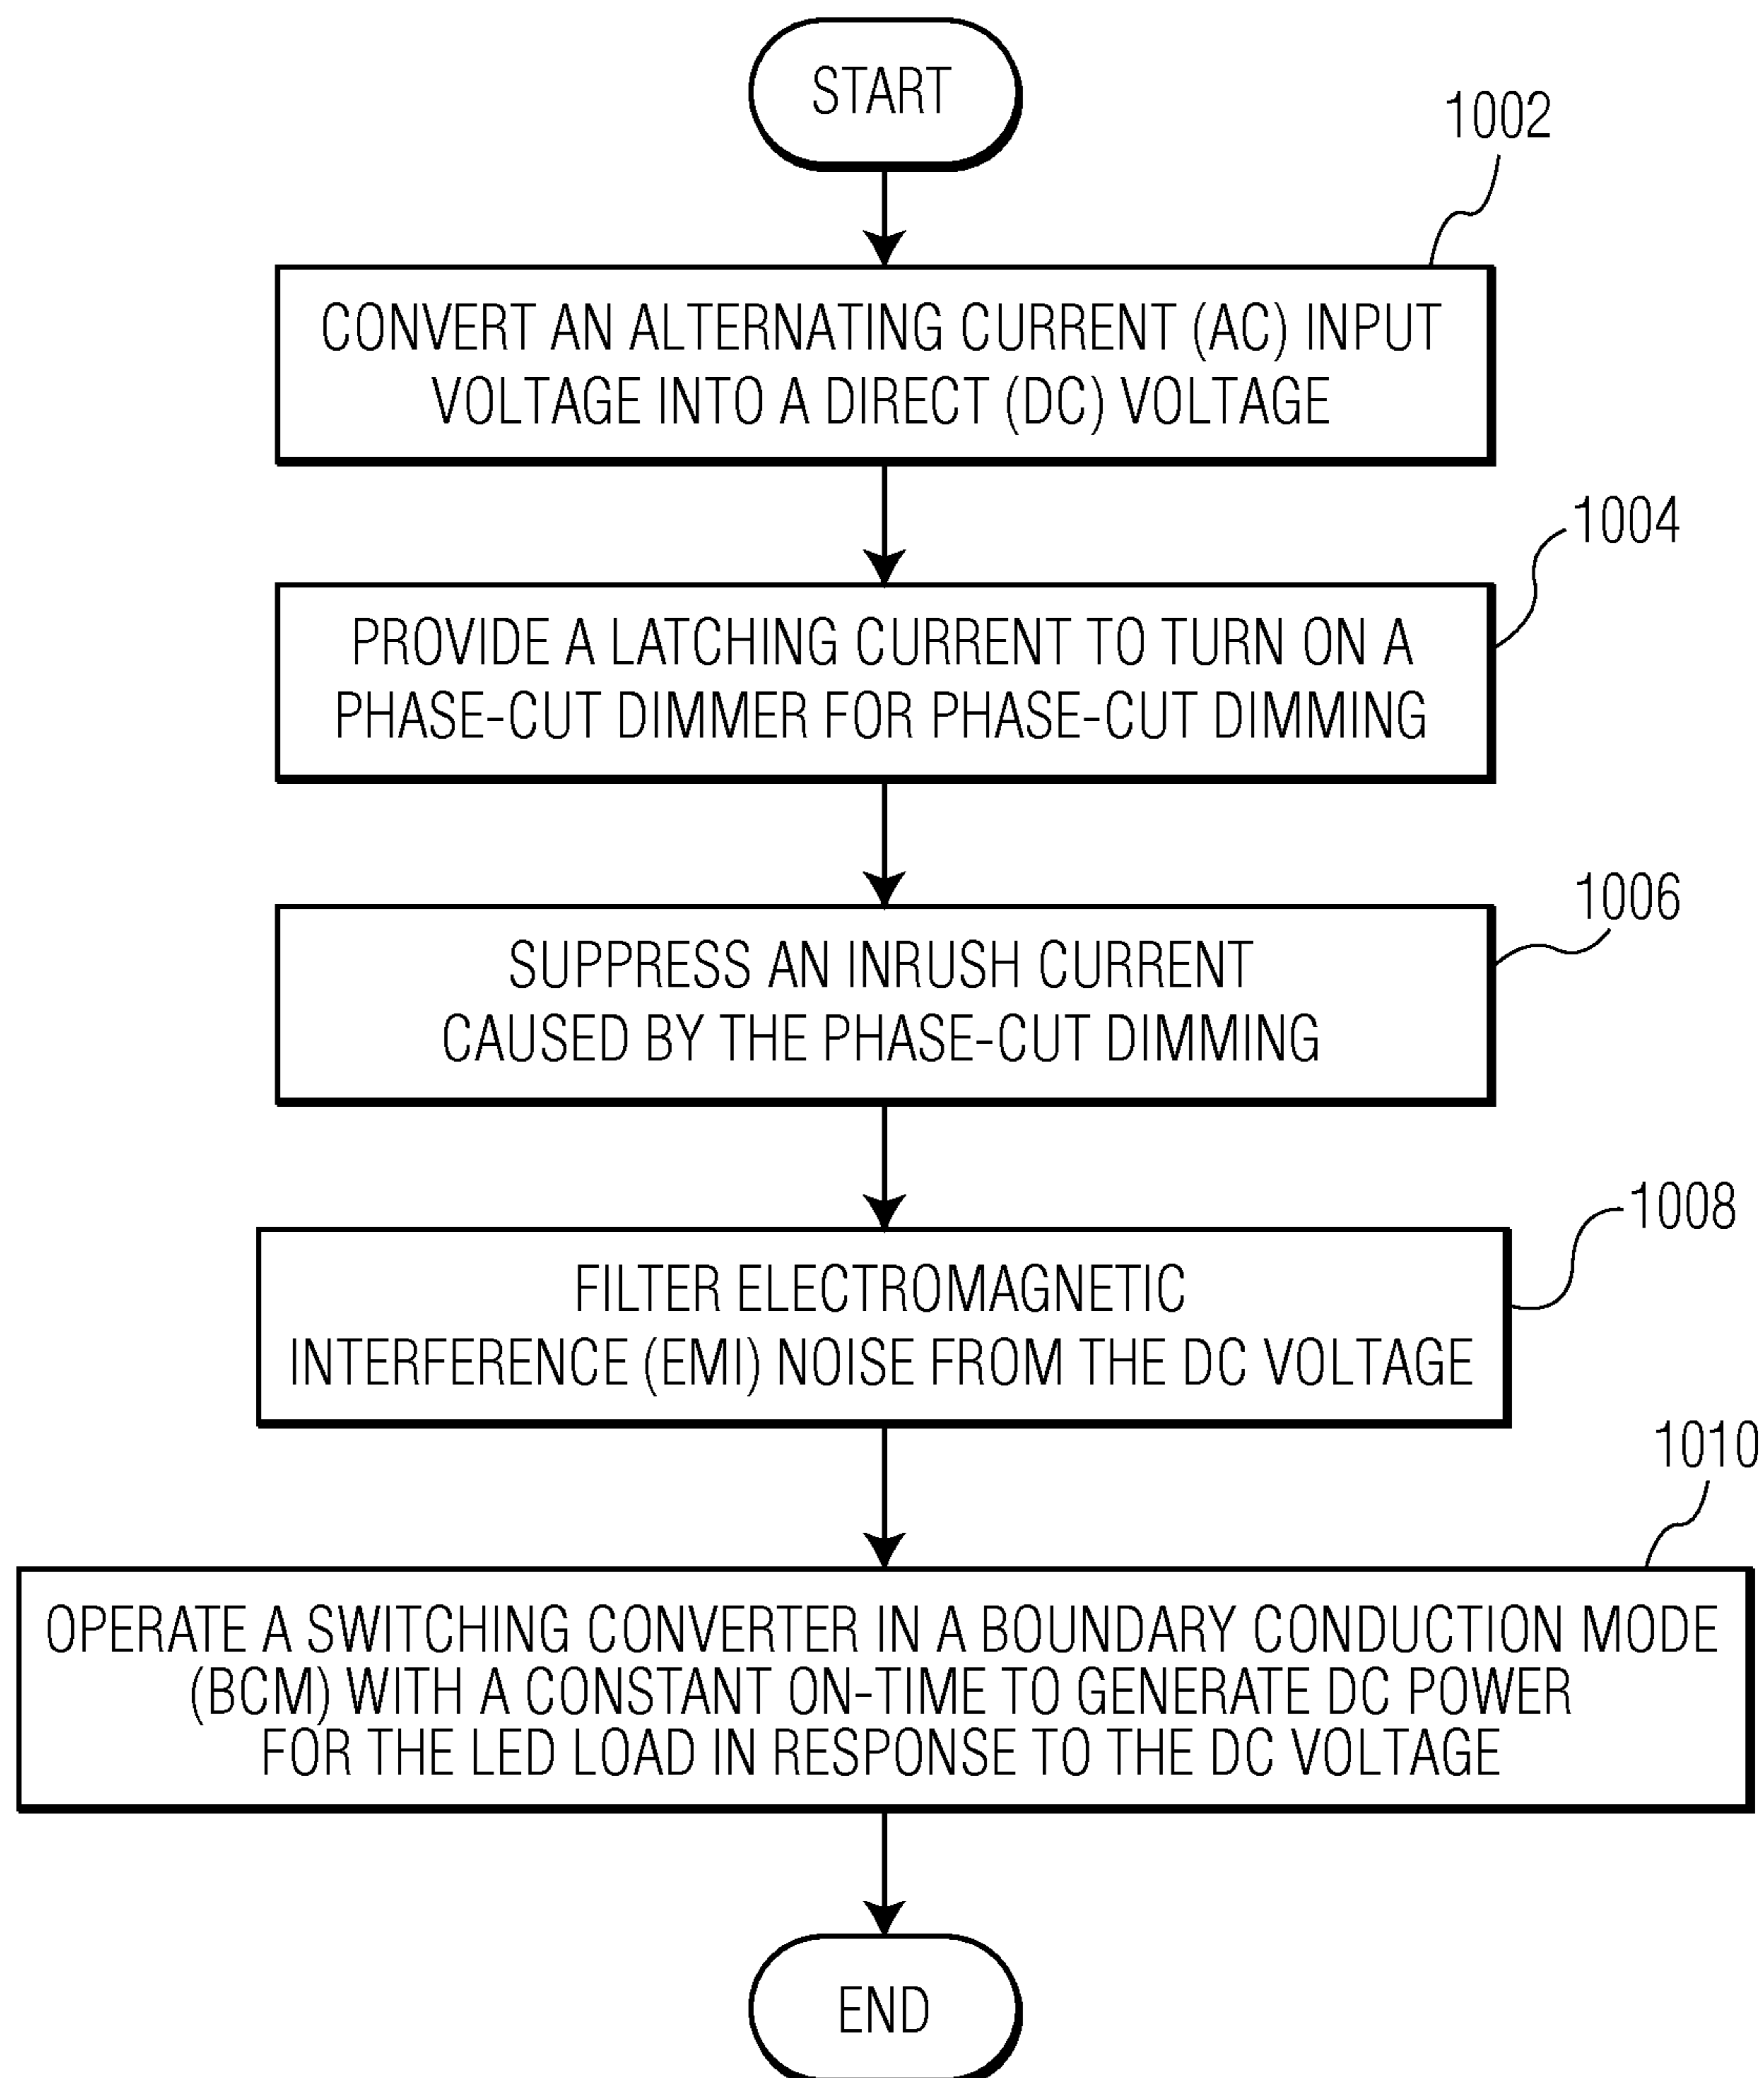 START
1002
CONVERT AN ALTERNATING CURRENT (AC) INPUT
VOLTAGE INTO A DIRECT (DC) VOLTAGE
1004
PROVIDE A LATCHING CURRENT TO TURN ON A
PHASE-CUT DIMMER FOR PHASE-CUT DIMMING
1006
SUPPRESS AN INRUSH CURRENT
CAUSED BY THE PHASE-CUT DIMMING
1008
FILTER ELECTROMAGNETIC
INTERFERENCE (EMI) NOISE FROM THE DC VOLTAGE
1010
OPERATE A SWITCHING CONVERTER IN A BOUNDARY CONDUCTION MODE
(BCM) WITH A CONSTANT ON-TIME TO GENERATE DC POWER
FOR THE LED LOAD IN RESPONSE TO THE DC VOLTAGE
END